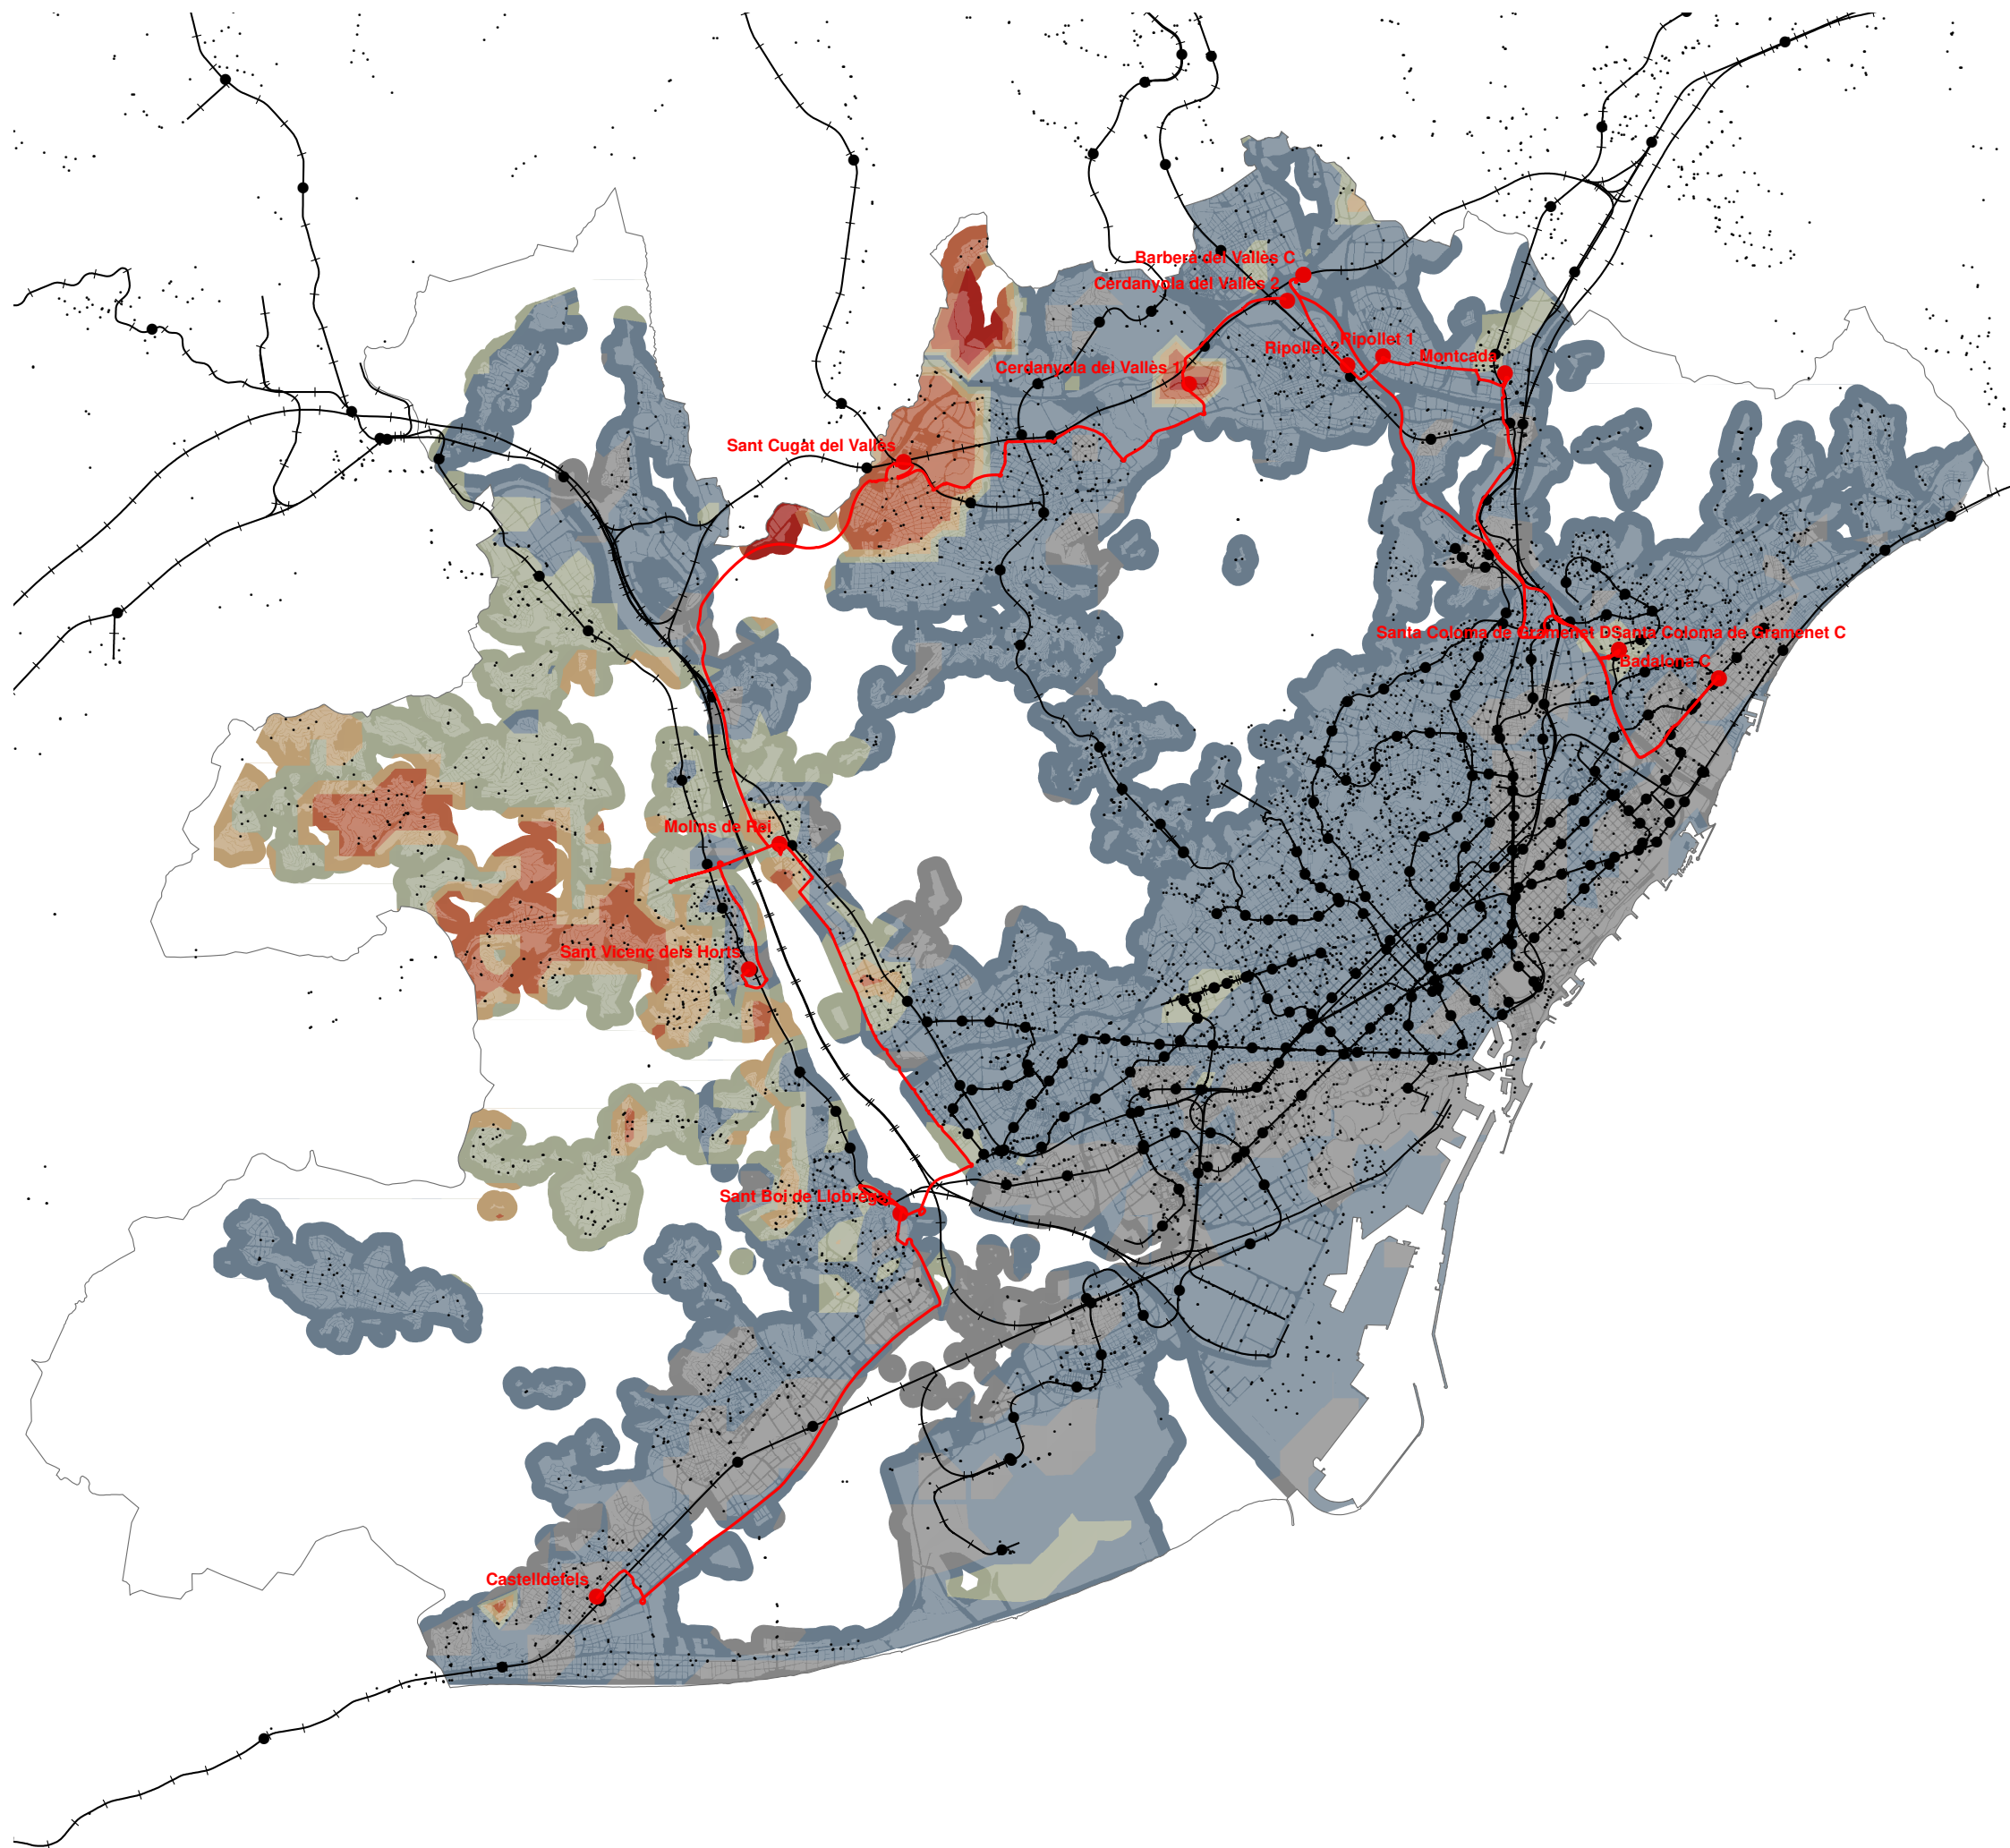 Barberà del Vallès C
Cerdanyola del Vallès 2
Ripollet 1
Ripollet 2
Montcada
Cerdanyola del Vallès 1
Sant Cugat del Vallès
Santa Coloma de Gramenet D
Santa Coloma de Gramenet C
Badalona C
Molins de Rei
Sant Vicenç dels Horts
Sant Boi de Llobregat
Castelldefels